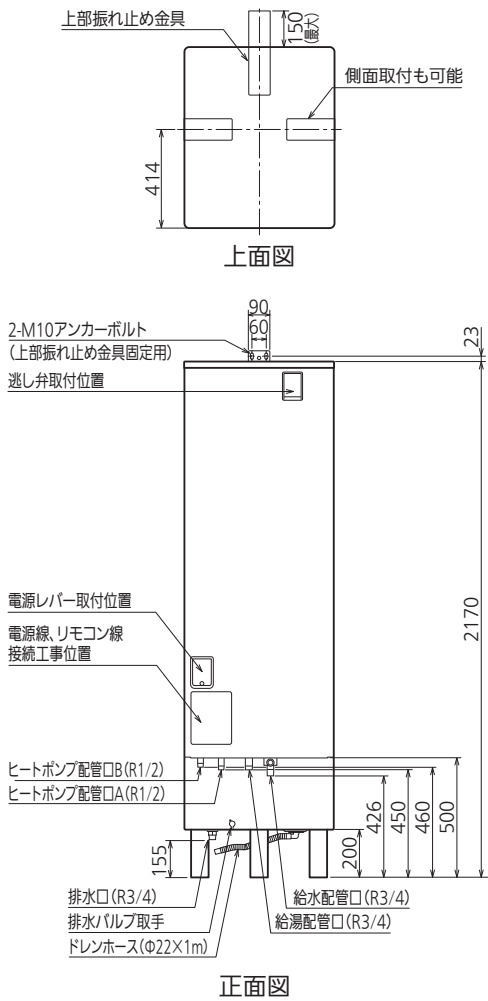 上部振れ止め金具
150
(最大)
側面取付も可能
414
上面図
90
60
23
2-M10アンカーボルト
(上部振れ止め金具固定用)
逃し弁取付位置
2170
電源レバー取付位置
電源線、リモコン線
接続工事位置
ヒートポンプ配管口B(R1/2)
ヒートポンプ配管口A(R1/2)
155
200
426
450
460
500
排水口(R3/4)
排水バルブ取手
ドレンホース(Φ22×1m)
給水配管口(R3/4)
給湯配管口(R3/4)
正面図